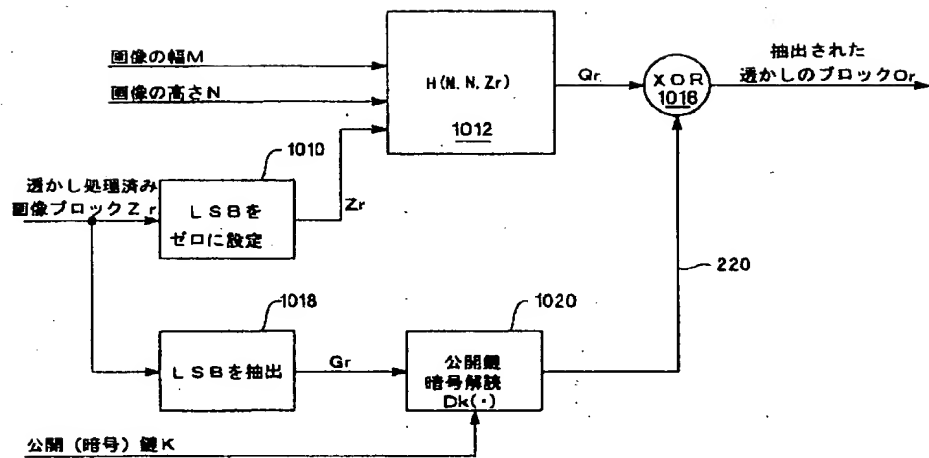 画像の幅M
画像の高さN
H(N.N.Zr)
1012
Qr
XOR
1016
抽出された
透かしのブロックOr
透かし処理済み
画像ブロックZr
1010
LSBを
ゼロに設定
Zr
220
1018
LSBを抽出
Gr
1020
公開鍵
暗号解読
Dk(·)
公開（暗号）鍵K